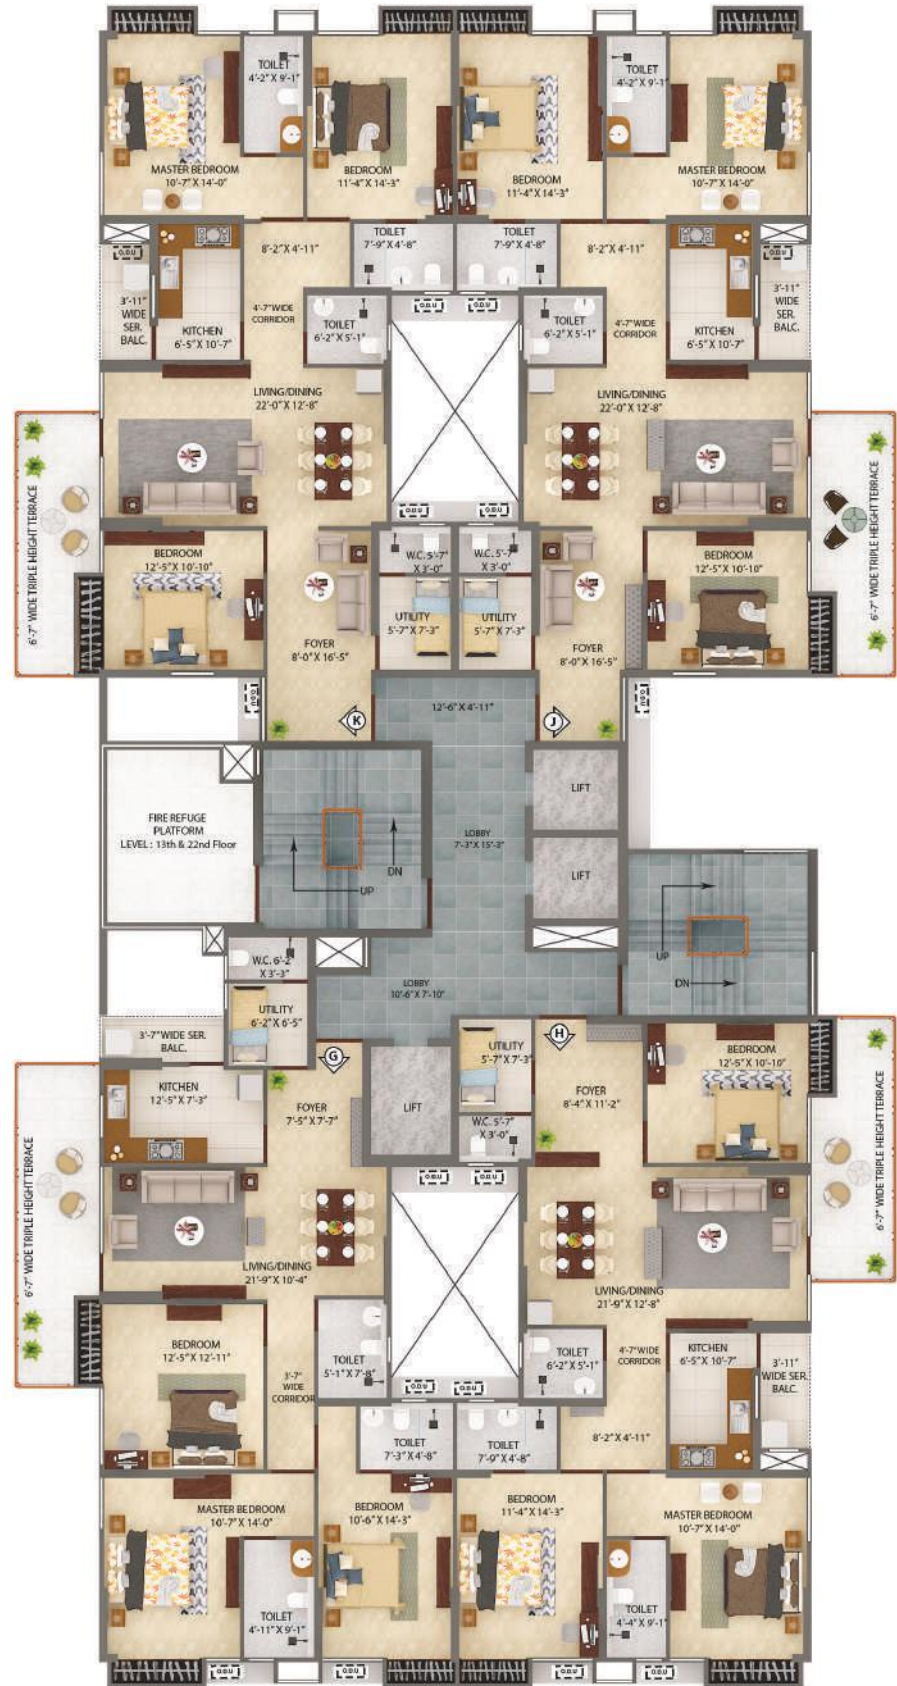 TOILET
4'-2" X 9'-1"
TOILET
4'-2" X 9'-1"
MASTER BEDROOM
10'-7" X 14'-0"
BEDROOM
11'-4" X 14'-3"
BEDROOM
11'-4" X 14'-3"
MASTER BEDROOM
10'-7" X 14'-0"
O.D.U
8'-2" X 4'-11"
TOILET
7'-9" X 4'-8"
TOILET
7'-9" X 4'-8"
8'-2" X 4'-11"
O.D.U
3'-11"
WIDE
SER.
BALC.
KITCHEN
6'-5" X 10'-7"
4'-7" WIDE
CORRIDOR
TOILET
6'-2" X 5'-1"
O.D.U
O.D.U
TOILET
6'-2" X 5'-1"
4'-7" WIDE
CORRIDOR
KITCHEN
6'-5" X 10'-7"
3'-11"
WIDE
SER.
BALC.
LIVING/DINING
22'-0" X 12'-8"
LIVING/DINING
22'-0" X 12'-8"
6'-7" WIDE TRIPLE HEIGHT TERRACE
6'-7" WIDE TRIPLE HEIGHT TERRACE
O.D.U
O.D.U
BEDROOM
12'-5" X 10'-10"
W.C. 5'-7"
X 3'-0"
W.C. 5'-7"
X 3'-0"
BEDROOM
12'-5" X 10'-10"
UTILITY
5'-7" X 7'-3"
UTILITY
5'-7" X 7'-3"
FOYER
8'-0" X 16'-5"
FOYER
8'-0" X 16'-5"
O.D.U
O.D.U
K
12'-6" X 4'-11"
J
LIFT
FIRE REFUGE
PLATFORM
LEVEL : 13th & 22nd Floor
UP
DN
LOBBY
7'-3" X 15'-3"
LIFT
UP
DN
W.C. 6'-2"
X 3'-3"
LOBBY
10'-6" X 7'-10"
UTILITY
6'-2" X 6'-5"
3'-7" WIDE SER.
BALC.
G
H
UTILITY
5'-7" X 7'-3"
BEDROOM
12'-5" X 10'-10"
KITCHEN
12'-5" X 7'-3"
FOYER
7'-5" X 7'-7"
LIFT
FOYER
8'-4" X 11'-2"
W.C. 5'-7"
X 3'-0"
6'-7" WIDE TRIPLE HEIGHT TERRACE
6'-7" WIDE TRIPLE HEIGHT TERRACE
O.D.U
O.D.U
LIVING/DINING
21'-9" X 10'-4"
LIVING/DINING
21'-9" X 12'-8"
BEDROOM
12'-5" X 12'-11"
3'-7"
WIDE
CORRIDOR
TOILET
5'-1" X 7'-8"
O.D.U
O.D.U
TOILET
6'-2" X 5'-1"
4'-7" WIDE
CORRIDOR
KITCHEN
6'-5" X 10'-7"
3'-11"
WIDE SER.
BALC.
TOILET
7'-3" X 4'-8"
TOILET
7'-9" X 4'-8"
8'-2" X 4'-11"
MASTER BEDROOM
10'-7" X 14'-0"
BEDROOM
10'-6" X 14'-3"
BEDROOM
11'-4" X 14'-3"
MASTER BEDROOM
10'-7" X 14'-0"
TOILET
4'-11" X 9'-1"
TOILET
4'-4" X 9'-1"
O.D.U
O.D.U
O.D.U
O.D.U